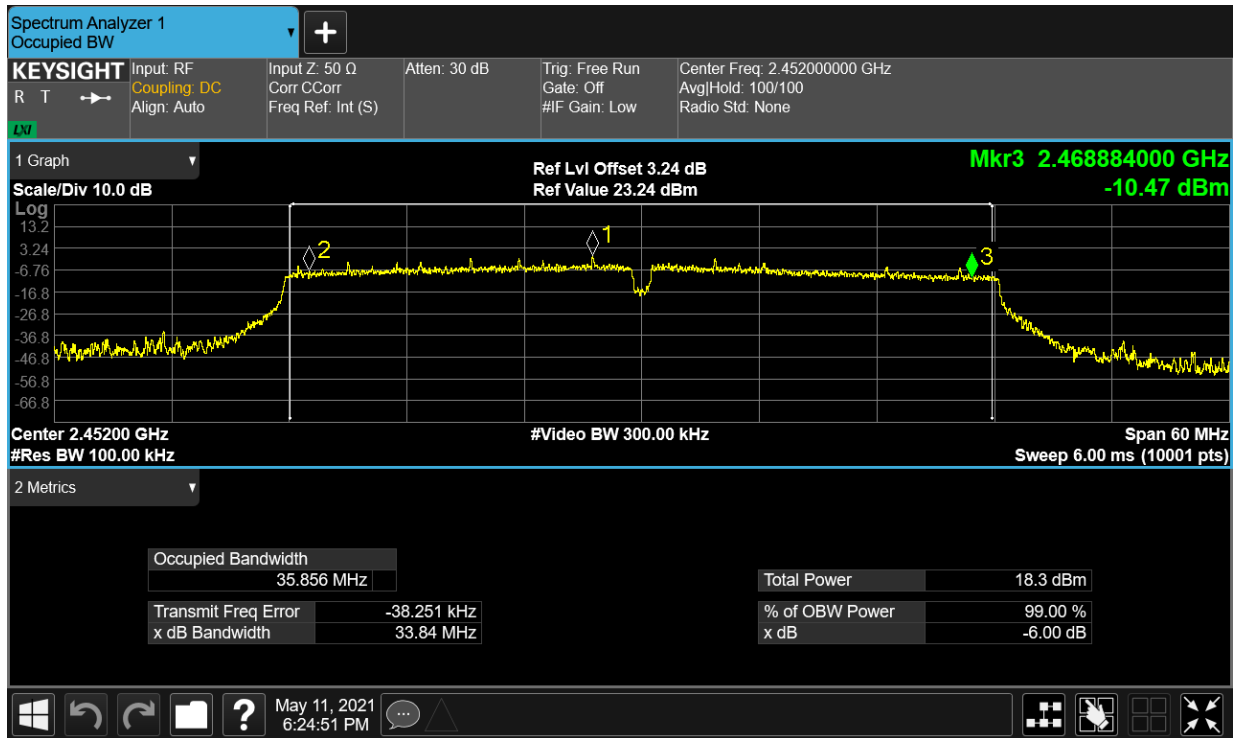 Spectrum Analyzer 1
Occupied BW
KEYSIGHT
R T
LXI
Input: RF
Coupling: DC
Align: Auto
Input Z: 50 Ω
Corr CCorr
Freq Ref: Int (S)
Atten: 30 dB
Trig: Free Run
Gate: Off
#IF Gain: Low
Center Freq: 2.452000000 GHz
Avg|Hold: 100/100
Radio Std: None
1 Graph
Scale/Div 10.0 dB
Ref Lvl Offset 3.24 dB
Ref Value 23.24 dBm
Mkr3 2.468884000 GHz
-10.47 dBm
Log
13.2
3.24
-6.76
-16.8
-26.8
-36.8
-46.8
-56.8
-66.8
2
1
3
Center 2.45200 GHz
#Res BW 100.00 kHz
#Video BW 300.00 kHz
Span 60 MHz
Sweep 6.00 ms (10001 pts)
2 Metrics
Occupied Bandwidth
35.856 MHz
Transmit Freq Error -38.251 kHz
x dB Bandwidth 33.84 MHz
Total Power 18.3 dBm
% of OBW Power 99.00 %
x dB -6.00 dB
?
May 11, 2021
6:24:51 PM